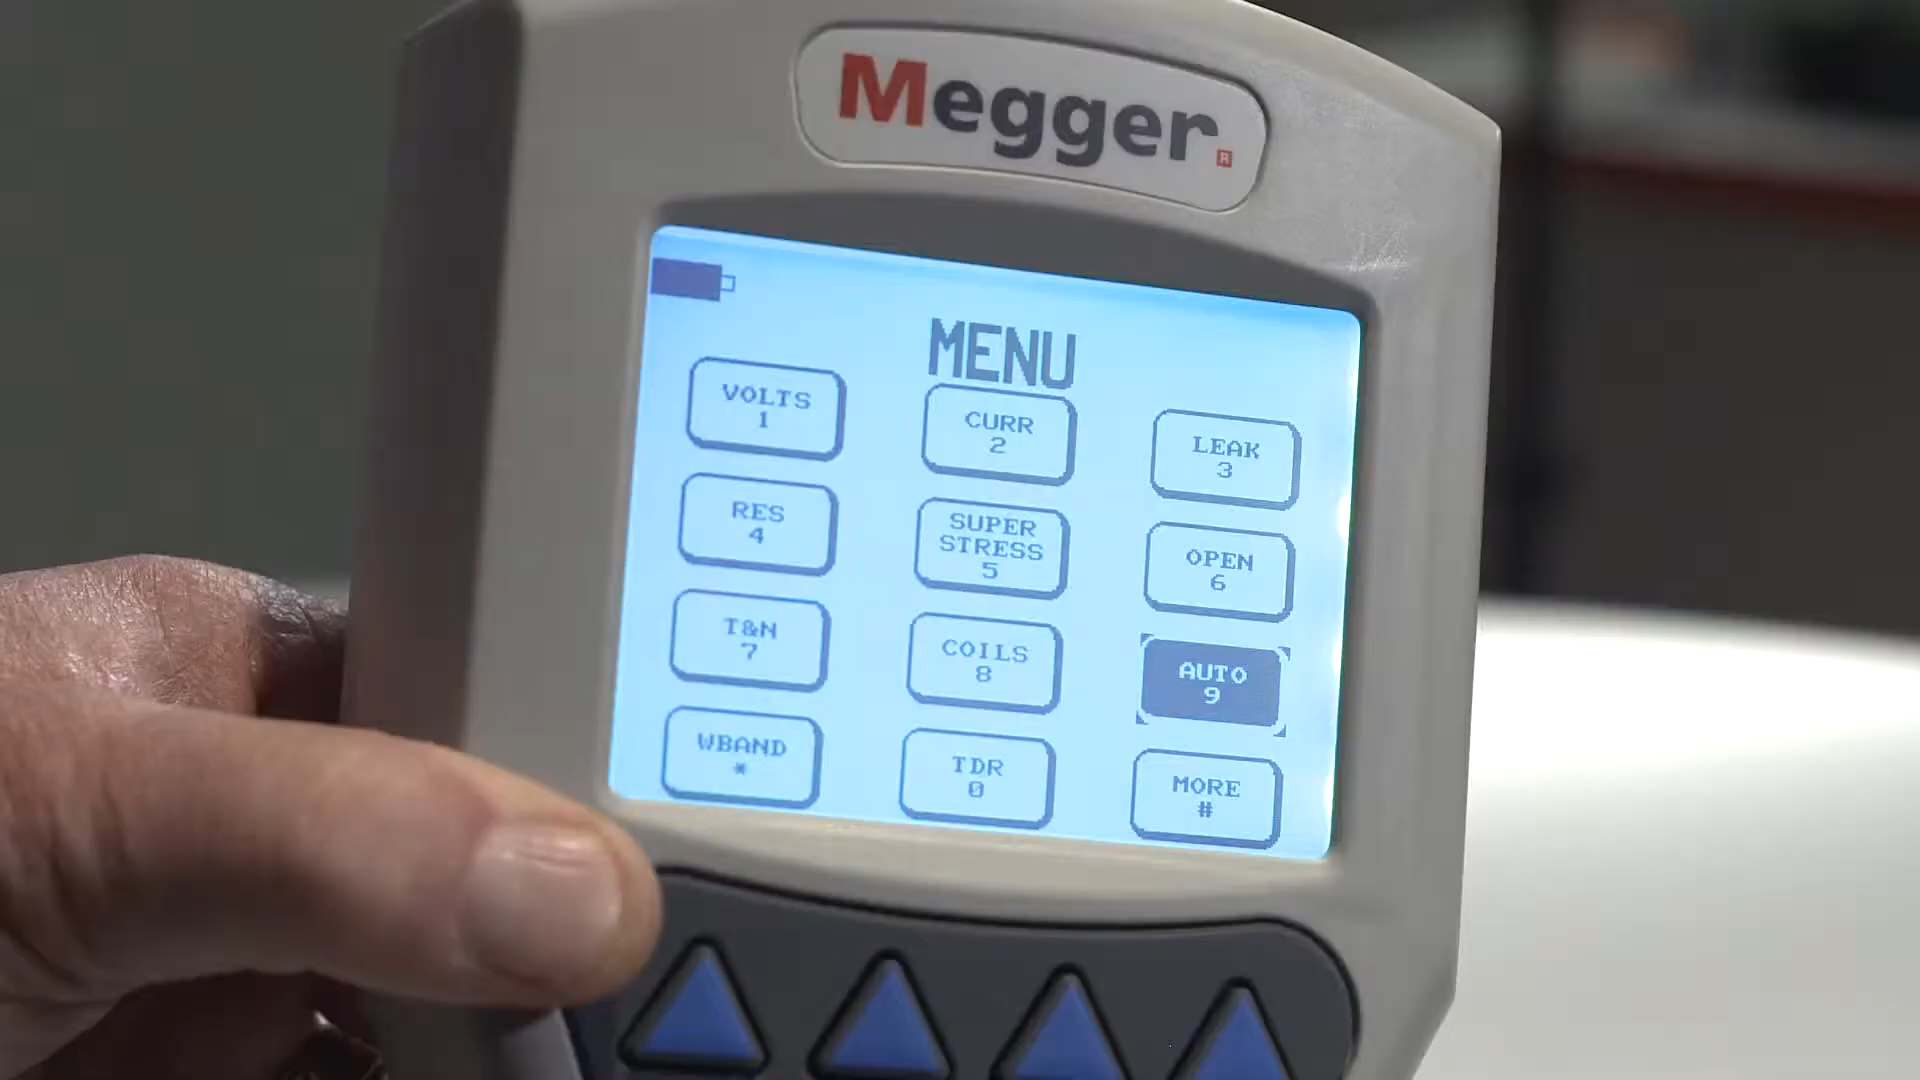 Megger.
R
MENU
VOLTS
1
CURR
2
LEAK
3
RES
4
SUPER
STRESS
5
OPEN
6
T&N
7
COILS
8
AUTO
9
WBAND
*
TDR
0
MORE
#